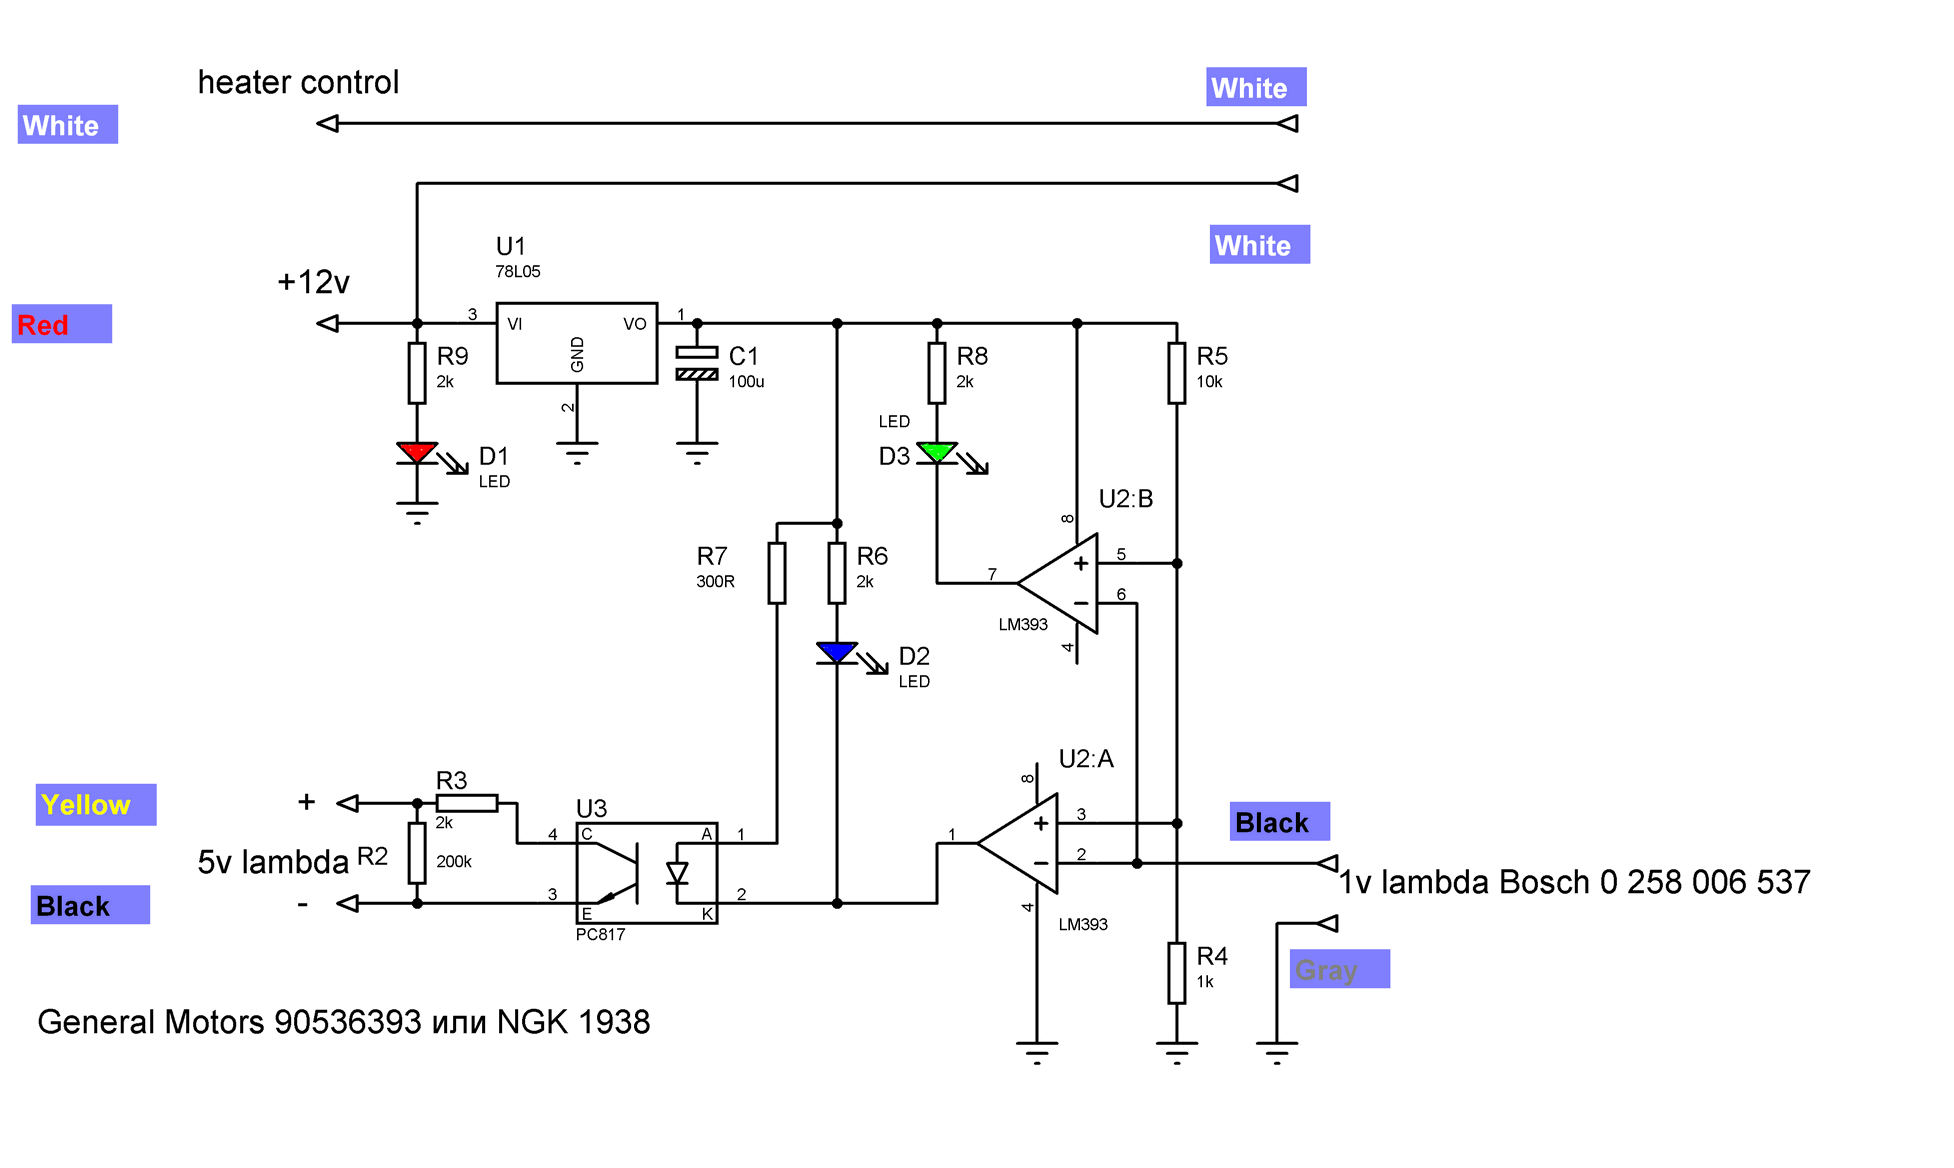 heater control
White
White
White
U1
78L05
+12v
Red
3
VI
VO
1
GND
2
R9
2k
C1
100u
R8
2k
R5
10k
LED
D3
D1
LED
U2:B
8
5
6
7
+
−
4
LM393
R7
300R
R6
2k
D2
LED
U2:A
8
3
2
1
+
−
4
LM393
Yellow
+
R3
2k
U3
4
C
A
1
5v lambda
R2
200k
Black
-
3
E
K
2
PC817
Black
1v lambda Bosch 0 258 006 537
Gray
R4
1k
General Motors 90536393 или NGK 1938